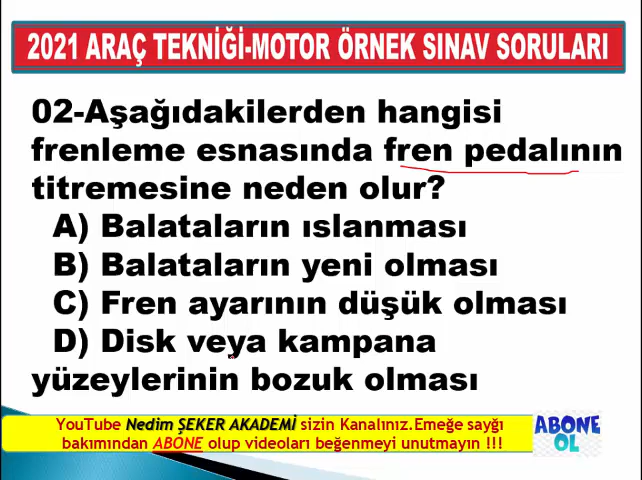 2021 ARAÇ TEKNİĞİ-MOTOR ÖRNEK SINAV SORULARI
02-Aşağıdakilerden hangisi
frenleme esnasında fren pedalının
titremesine neden olur?
A) Balataların ıslanması
B) Balataların yeni olması
C) Fren ayarının düşük olması
D) Disk veya kampana
yüzeylerinin bozuk olması
YouTube Nedim ŞEKER AKADEMİ sizin Kanalınız.Emeğe saygı
bakımından ABONE olup videoları beğenmeyi unutmayın !!!
ABONE
OL